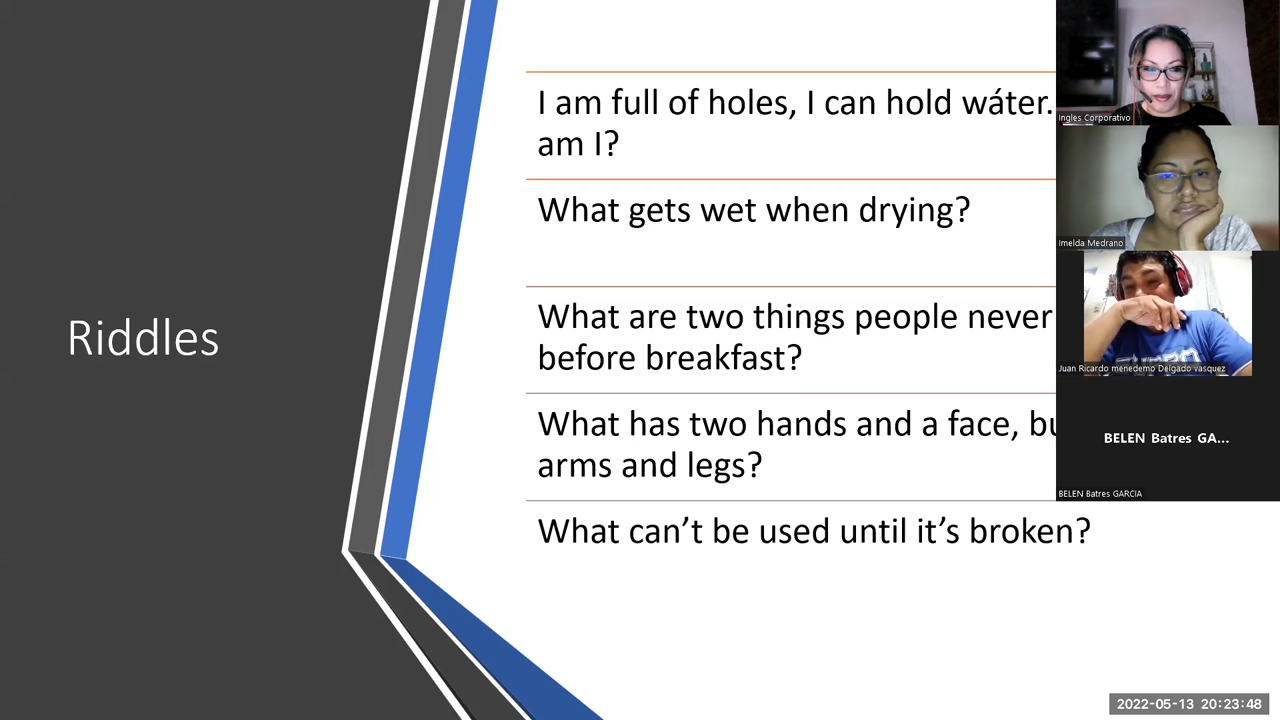 Riddles
I am full of holes, I can hold wáter.
am I?
What gets wet when drying?
What are two things people never
before breakfast?
What has two hands and a face, bu
arms and legs?
What can’t be used until it’s broken?
Ingles Corporativo
Imelda Medrano
Juan Ricardo menedemo Delgado vasquez
BELEN Batres GA...
BELEN Batres GARCIA
2022-05-13 20:23:48